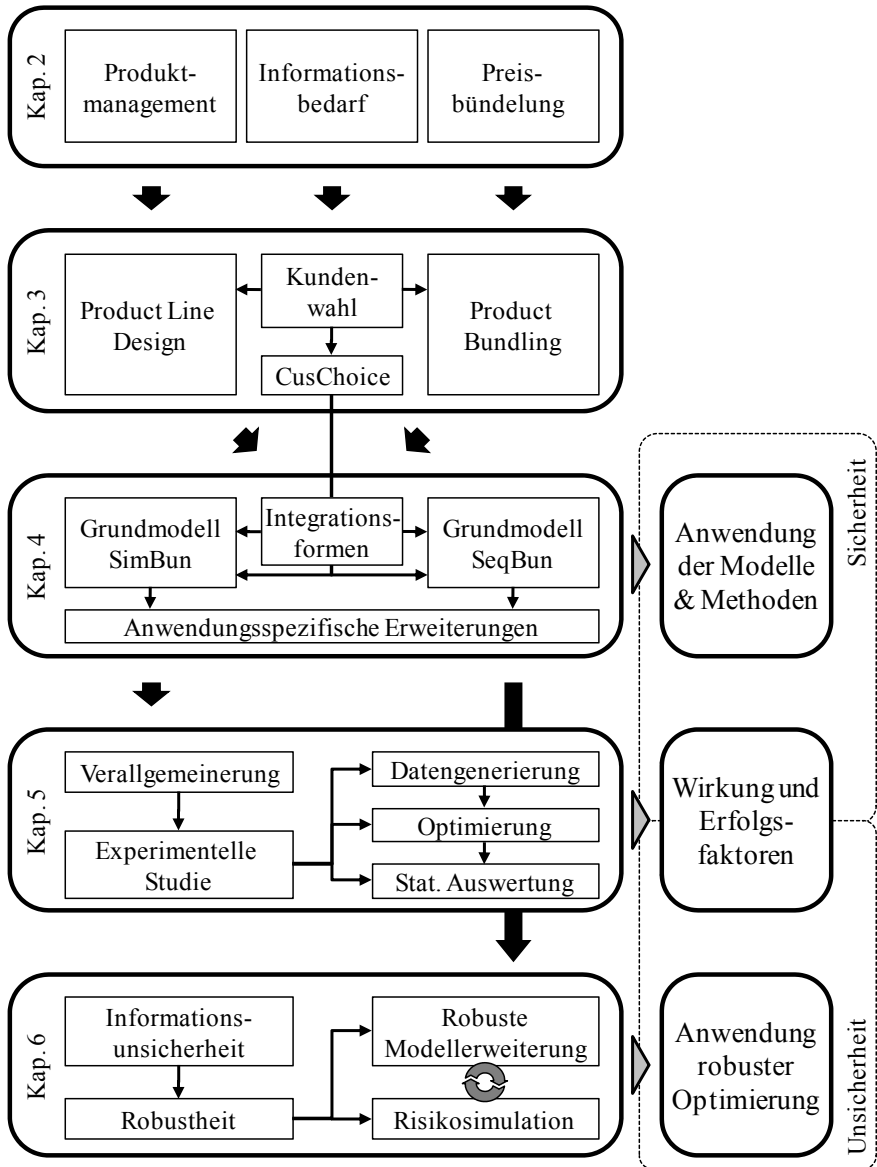 Kap. 2
Produkt-
management
Informations-
bedarf
Preis-
bündelung
Kap. 3
Product Line
Design
Kunden-
wahl
CusChoice
Product
Bundling
Kap. 4
Grundmodell
SimBun
Integrations-
formen
Grundmodell
SeqBun
Anwendungsspezifische Erweiterungen
Anwendung
der Modelle
& Methoden
Sicherheit
Kap. 5
Verallgemeinerung
Experimentelle
Studie
Datengenerierung
Optimierung
Stat. Auswertung
Wirkung und
Erfolgs-
faktoren
Kap. 6
Informations-
unsicherheit
Robustheit
Robuste
Modellerweiterung
Risikosimulation
Anwendung
robuster
Optimierung
Unsicherheit